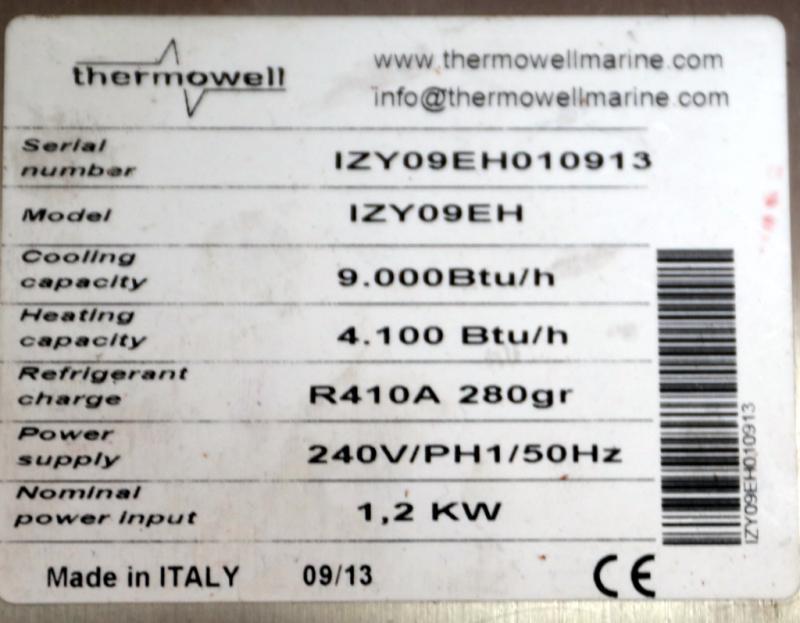 thermowell
www.thermowellmarine.com
info@thermowellmarine.com
Serial
number
IZY09EH010913
Model
IZY09EH
Cooling
capacity
9.000Btu/h
Heating
capacity
4.100 Btu/h
Refrigerant
charge
R410A 280gr
Power
supply
240V/PH1/50Hz
Nominal
power input
1,2 KW
IZY09EH010913
Made in ITALY 09/13 CE